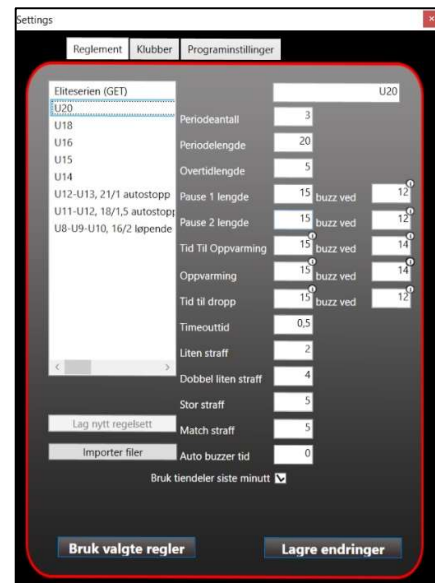 Settings
Reglement Klubber Programinstillinger
Eliteserien (GET)
U20
U18
U16
U15
U14
U12-U13, 21/1 autostopp
U11-U12, 18/1,5 autostopp
U8-U9-U10, 16/2 løpende
Lag nytt regelsett
Importer filer
U20
Periodeantall 3
Periodelengde 20
Overtidlengde 5
Pause 1 lengde 15 buzz ved 12
Pause 2 lengde 15 buzz ved 12
Tid Til Oppvarming 15 buzz ved 14
Oppvarming 15 buzz ved 14
Tid til dropp 15 buzz ved 12
Timeouttid 0,5
Liten straff 2
Dobbel liten straff 4
Stor straff 5
Match straff 5
Auto buzzer tid 0
Bruk tiendeler siste minutt
Bruk valgte regler
Lagre endringer